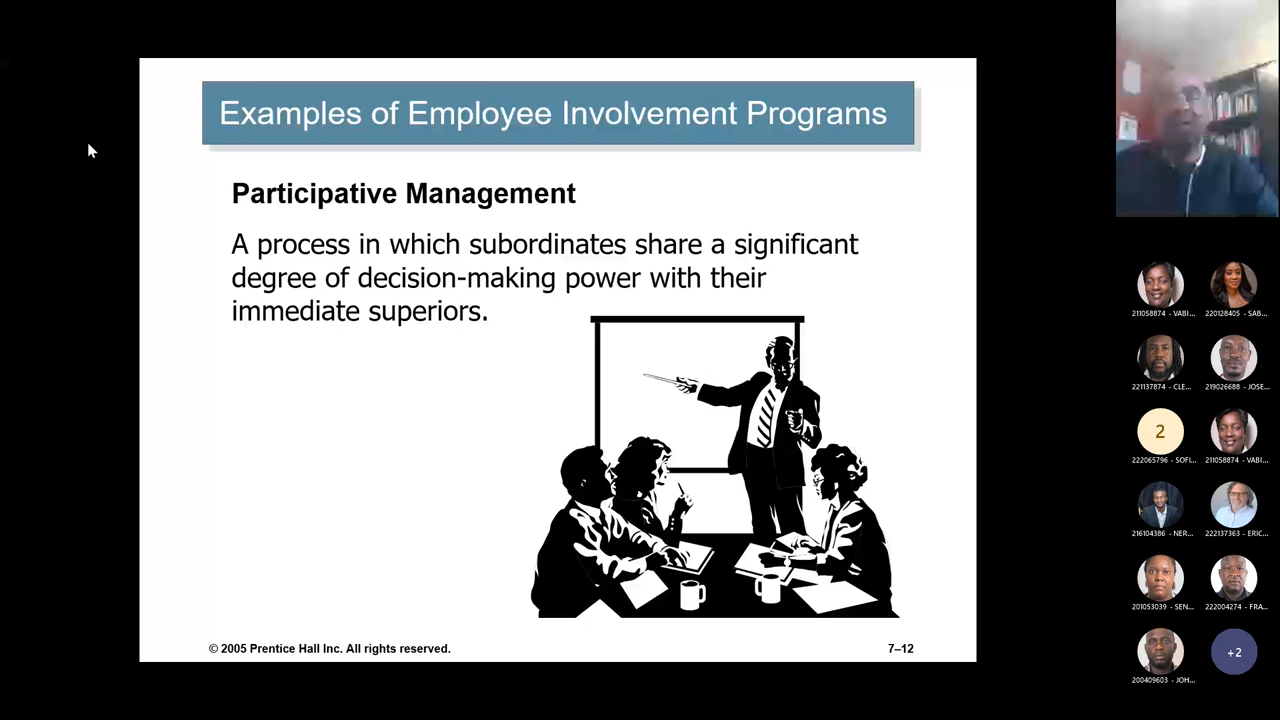 Examples of Employee Involvement Programs
Participative Management
A process in which subordinates share a significant
degree of decision-making power with their
immediate superiors.
© 2005 Prentice Hall Inc. All rights reserved.
7–12
211058874 - VABI...
22012840S - SAB...
221137874 - CLE...
219026688 - JOSE...
2
222065796 - SOFI...
211058874 - VABI...
216104386 - NER...
222137363 - ERIC...
201053039 - SEN...
222004274 - FRA...
200409603 - JOH...
+2